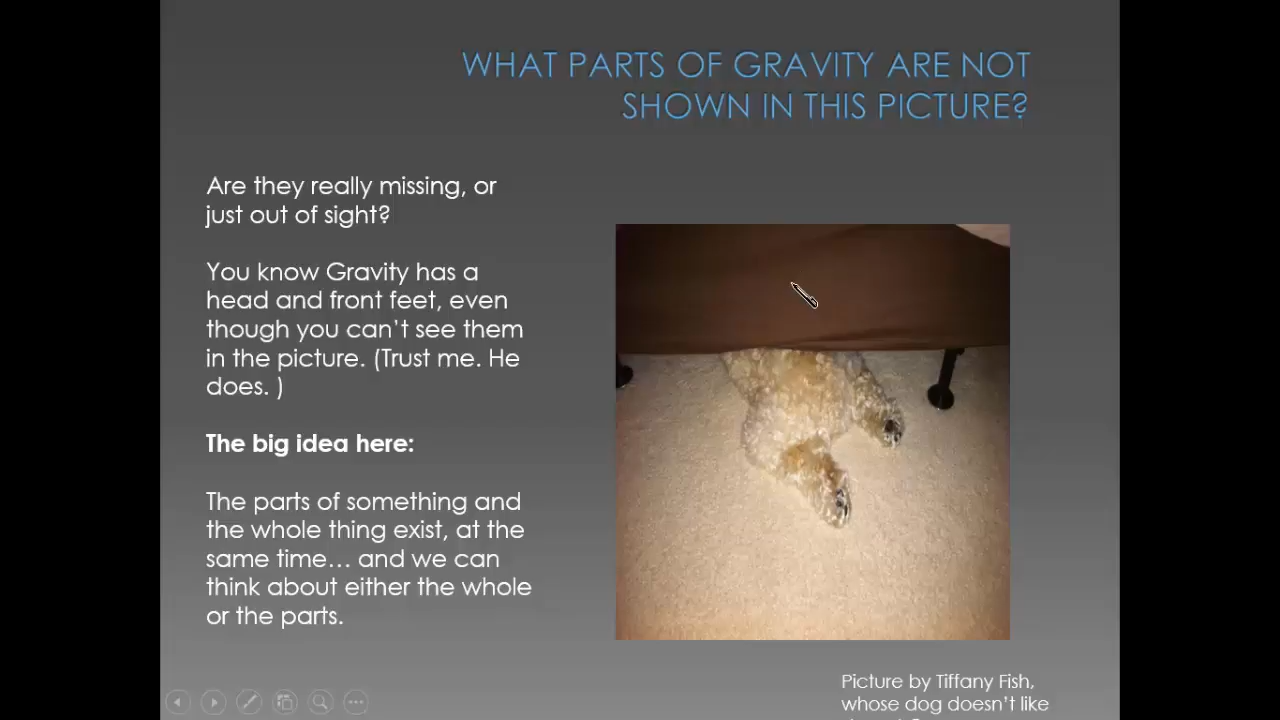 WHAT PARTS OF GRAVITY ARE NOT
SHOWN IN THIS PICTURE?
Are they really missing, or
just out of sight?
You know Gravity has a
head and front feet, even
though you can’t see them
in the picture. (Trust me. He
does. )
The big idea here:
The parts of something and
the whole thing exist, at the
same time… and we can
think about either the whole
or the parts.
Picture by Tiffany Fish,
whose dog doesn’t like